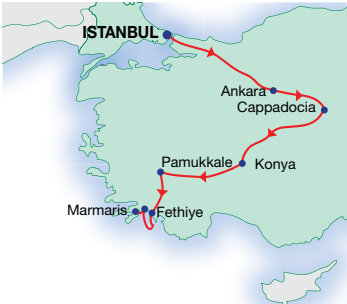 ISTANBUL
Ankara
Cappadocia
Pamukkale
Konya
Marmaris
Fethiye